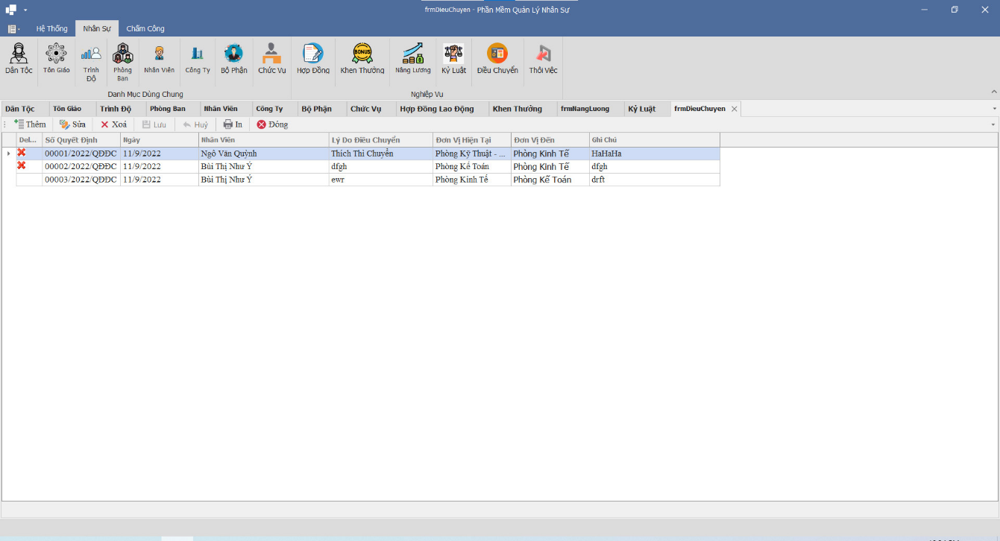 frmDieuChuyen - Phần Mềm Quản Lý Nhân Sự
Hệ Thống Nhân Sự Chấm Công
Dân Tộc Tôn Giáo Trình Độ Phòng Ban Nhân Viên Công Ty Bộ Phận Chức Vụ Hợp Đồng BONUS Khen Thưởng Nâng Lương Kỷ Luật Điều Chuyển Thôi Việc
Danh Mục Dùng Chung Nghiệp Vụ
Dân Tộc Tôn Giáo Trình Độ Phòng Ban Nhân Viên Công Ty Bộ Phận Chức Vụ Hợp Đồng Lao Động Khen Thưởng frmNangLuong Kỷ Luật frmDieuChuyen
Thêm Sửa Xoá Lưu Huỷ In Đóng
Del... Số Quyết Định Ngày Nhân Viên Lý Do Điều Chuyển Đơn Vị Hiện Tại Đơn Vị Đến Ghi Chú
00001/2022/QĐĐC 11/9/2022 Ngô Văn Quỳnh Thích Thì Chuyển Phòng Kỹ Thuật - ... Phòng Kinh Tế HaHaHa
00002/2022/QĐĐC 11/9/2022 Bùi Thị Như Ý dfgh Phòng Kế Toán Phòng Kinh Tế dfgh
00003/2022/QĐĐC 11/9/2022 Bùi Thị Như Ý ewr Phòng Kinh Tế Phòng Kế Toán drft